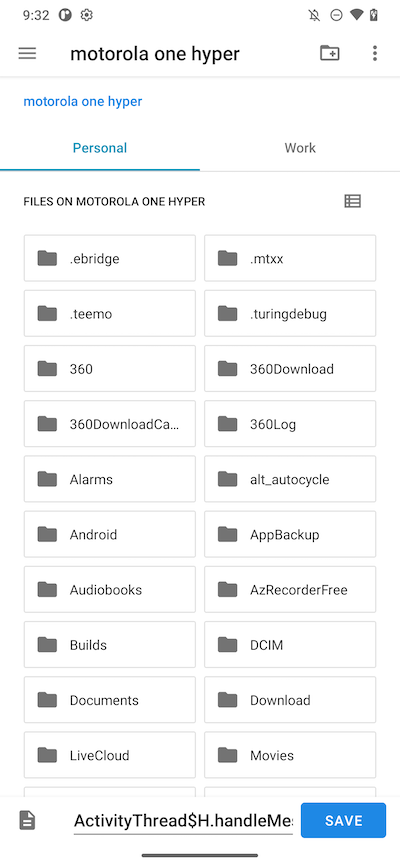 9:32
motorola one hyper
motorola one hyper
Personal Work
FILES ON MOTOROLA ONE HYPER
.ebridge .mtxx
.teemo .turingdebug
360 360Download
360DownloadCa... 360Log
Alarms alt_autocycle
Android AppBackup
Audiobooks AzRecorderFree
Builds DCIM
Documents Download
LiveCloud Movies
ActivityThread$H.handleMes SAVE